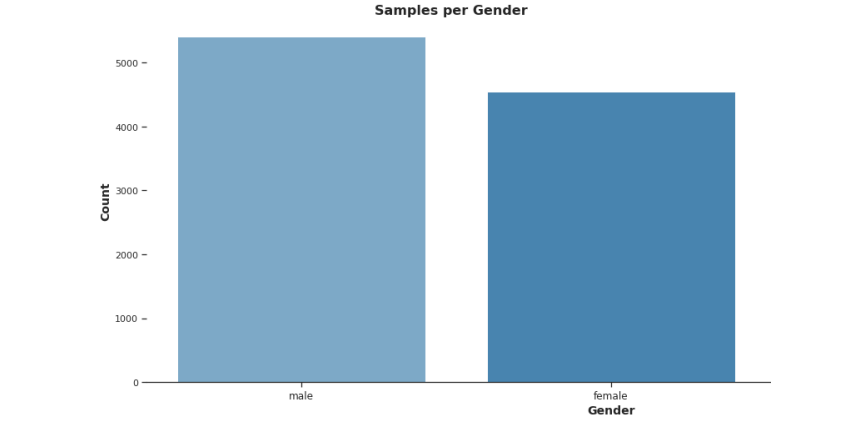 Samples per Gender
5000
4000
3000
2000
1000
0
Count
male
female
Gender